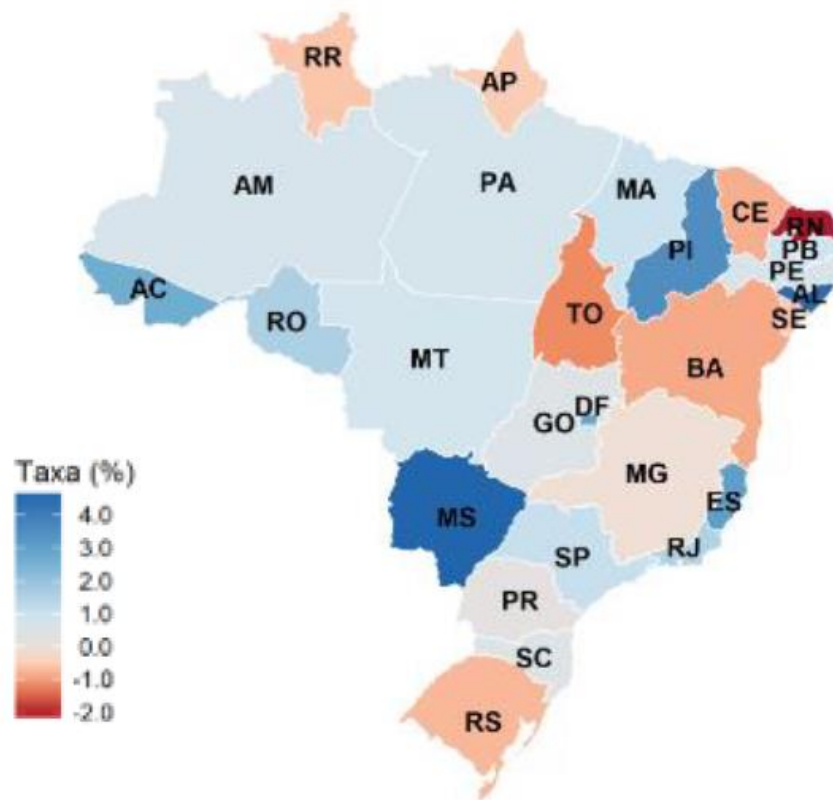 RR
AP
AM
PA
MA
CE
RN
PB
PI
PE
AL
AC
SE
TO
RO
BA
MT
DF
GO
MG
ES
MS
RJ
SP
PR
SC
RS
Taxa (%)
4.0
3.0
2.0
1.0
0.0
-1.0
-2.0